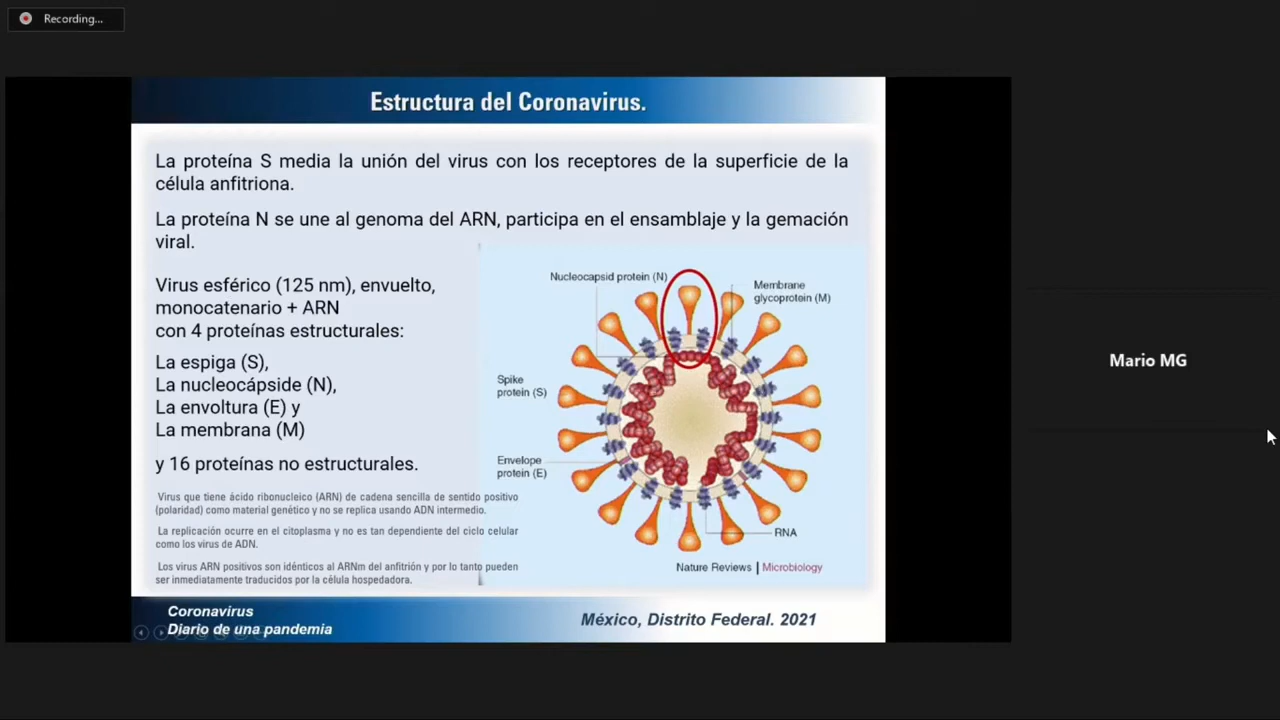 Recording...
Estructura del Coronavirus.
La proteína S media la unión del virus con los receptores de la superficie de la
célula anfitriona.
La proteína N se une al genoma del ARN, participa en el ensamblaje y la gemación
viral.
Virus esférico (125 nm), envuelto,
monocatenario + ARN
con 4 proteínas estructurales:
La espiga (S),
La nucleocápside (N),
La envoltura (E) y
La membrana (M)
y 16 proteínas no estructurales.
Virus que tiene ácido ribonucleico (ARN) de cadena sencilla de sentido positivo
(polaridad) como material genético y no se replica usando ADN intermedio.
La replicación ocurre en el citoplasma y no es tan dependiente del ciclo celular
como los virus de ADN.
Los virus ARN positivos son idénticos al ARNm del anfitrión y por lo tanto pueden
ser inmediatamente traducidos por la célula hospedadora.
Nucleocapsid protein (N)
Membrane
glycoprotein (M)
Spike
protein (S)
Envelope
protein (E)
RNA
Nature Reviews | Microbiology
Coronavirus
Diario de una pandemia
México, Distrito Federal. 2021
Mario MG